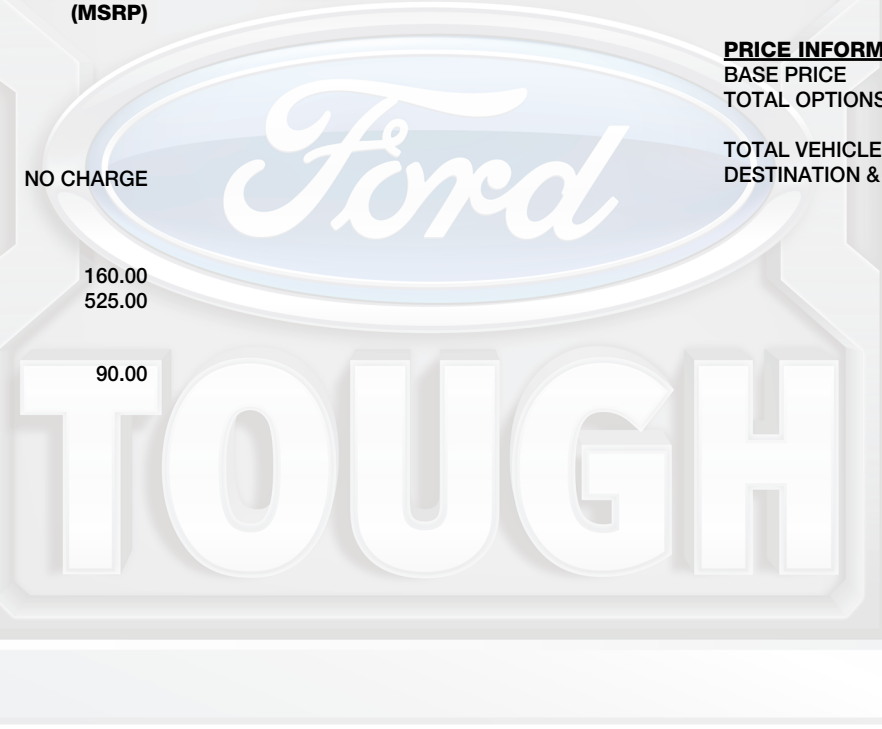 (MSRP)
NO CHARGE
160.00
525.00
90.00
PRICE INFORM
BASE PRICE
TOTAL OPTIONS
TOTAL VEHICLE
DESTINATION &
Ford
TOUGH